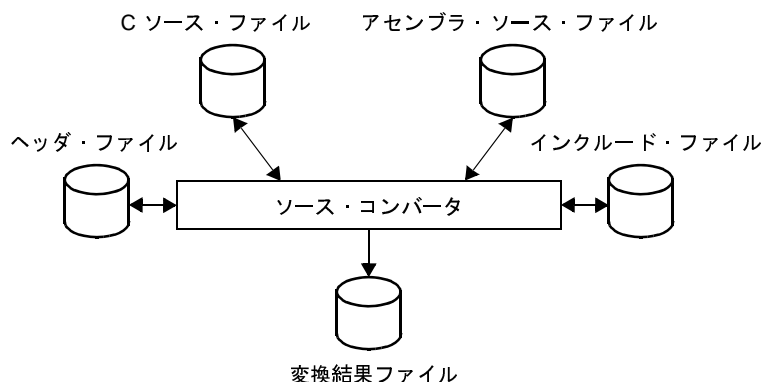 C ソース・ファイル
アセンブラ・ソース・ファイル
ヘッダ・ファイル
インクルード・ファイル
ソース・コンバータ
変換結果ファイル